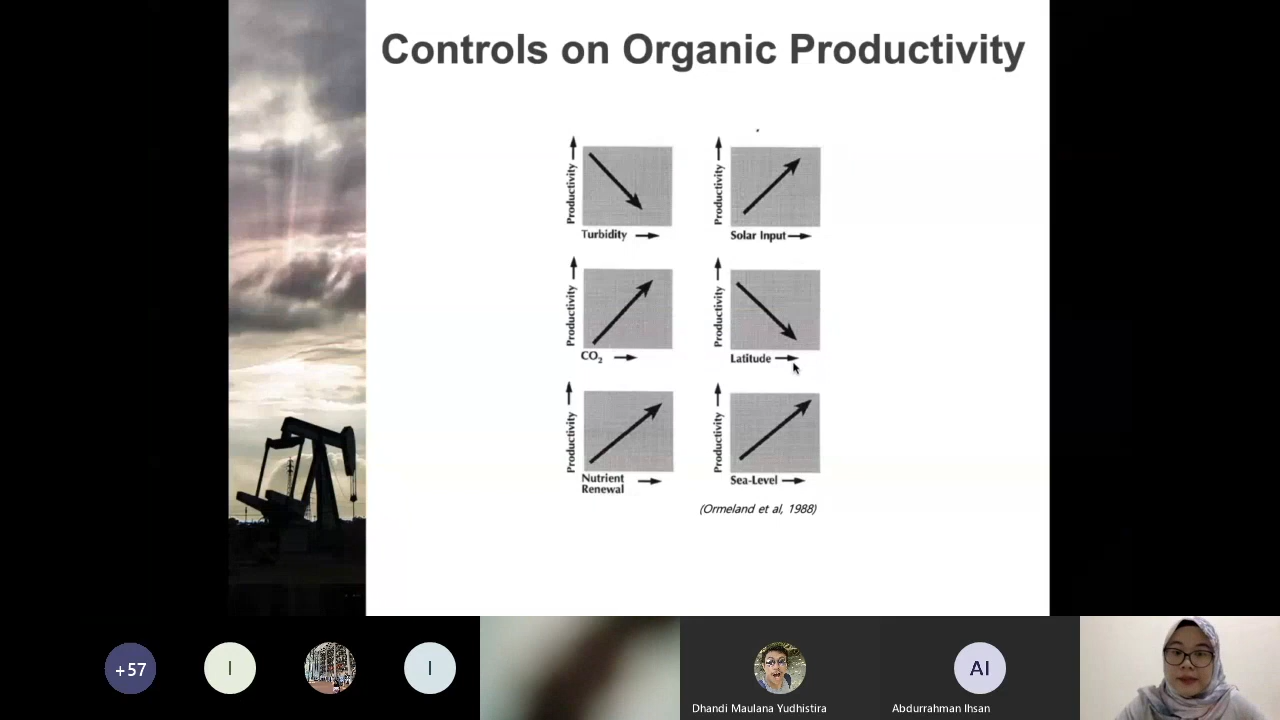 Controls on Organic Productivity
Productivity
Turbidity
Productivity
Solar Input
Productivity
CO₂
Productivity
Latitude
Productivity
Nutrient
Renewal
Productivity
Sea-Level
(Ormeland et al, 1988)
+57
I
I
AI
Dhandi Maulana Yudhistira
Abdurrahman Ihsan